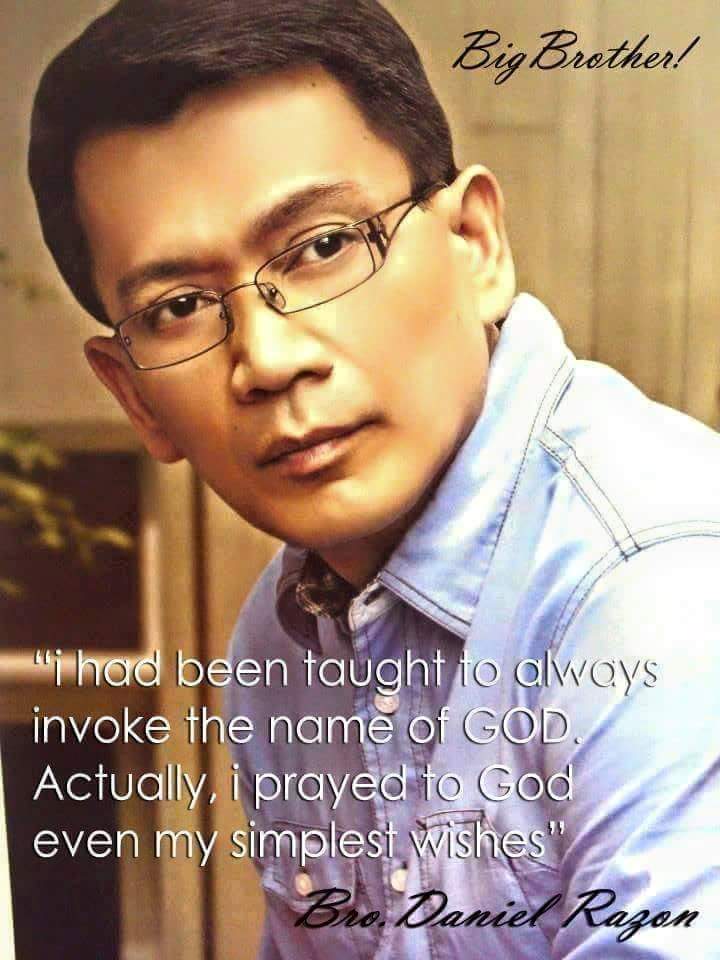 Big Brother!
“i had been taught to always
invoke the name of GOD.
Actually, i prayed to God
even my simplest wishes”
Bro. Daniel Razon